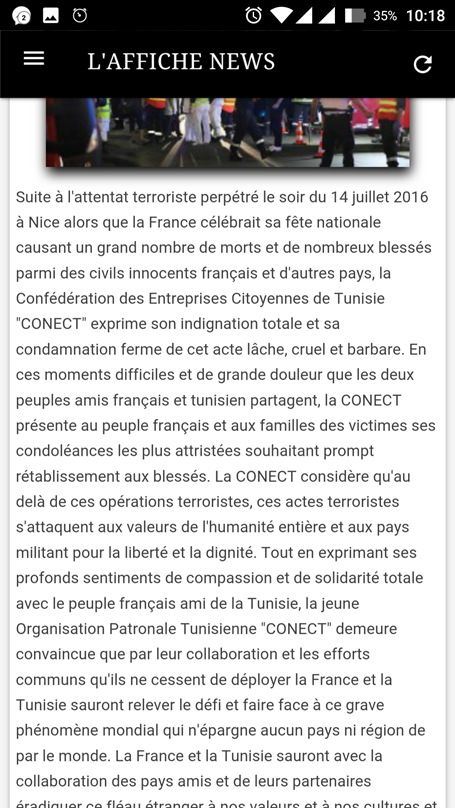 2
35%
10:18
L'AFFICHE NEWS
Suite à l'attentat terroriste perpétré le soir du 14 juillet 2016
à Nice alors que la France célébrait sa fête nationale
causant un grand nombre de morts et de nombreux blessés
parmi des civils innocents français et d'autres pays, la
Confédération des Entreprises Citoyennes de Tunisie
"CONECT" exprime son indignation totale et sa
condamnation ferme de cet acte lâche, cruel et barbare. En
ces moments difficiles et de grande douleur que les deux
peuples amis français et tunisien partagent, la CONECT
présente au peuple français et aux familles des victimes ses
condoléances les plus attristées souhaitant prompt
rétablissement aux blessés. La CONECT considère qu'au
delà de ces opérations terroristes, ces actes terroristes
s'attaquent aux valeurs de l'humanité entière et aux pays
militant pour la liberté et la dignité. Tout en exprimant ses
profonds sentiments de compassion et de solidarité totale
avec le peuple français ami de la Tunisie, la jeune
Organisation Patronale Tunisienne "CONECT" demeure
convaincue que par leur collaboration et les efforts
communs qu'ils ne cessent de déployer la France et la
Tunisie sauront relever le défi et faire face à ce grave
phénomène mondial qui n'épargne aucun pays ni région de
par le monde. La France et la Tunisie sauront avec la
collaboration des pays amis et de leurs partenaires
éradiquer ce fléau étranger à nos valeurs et à nos cultures et